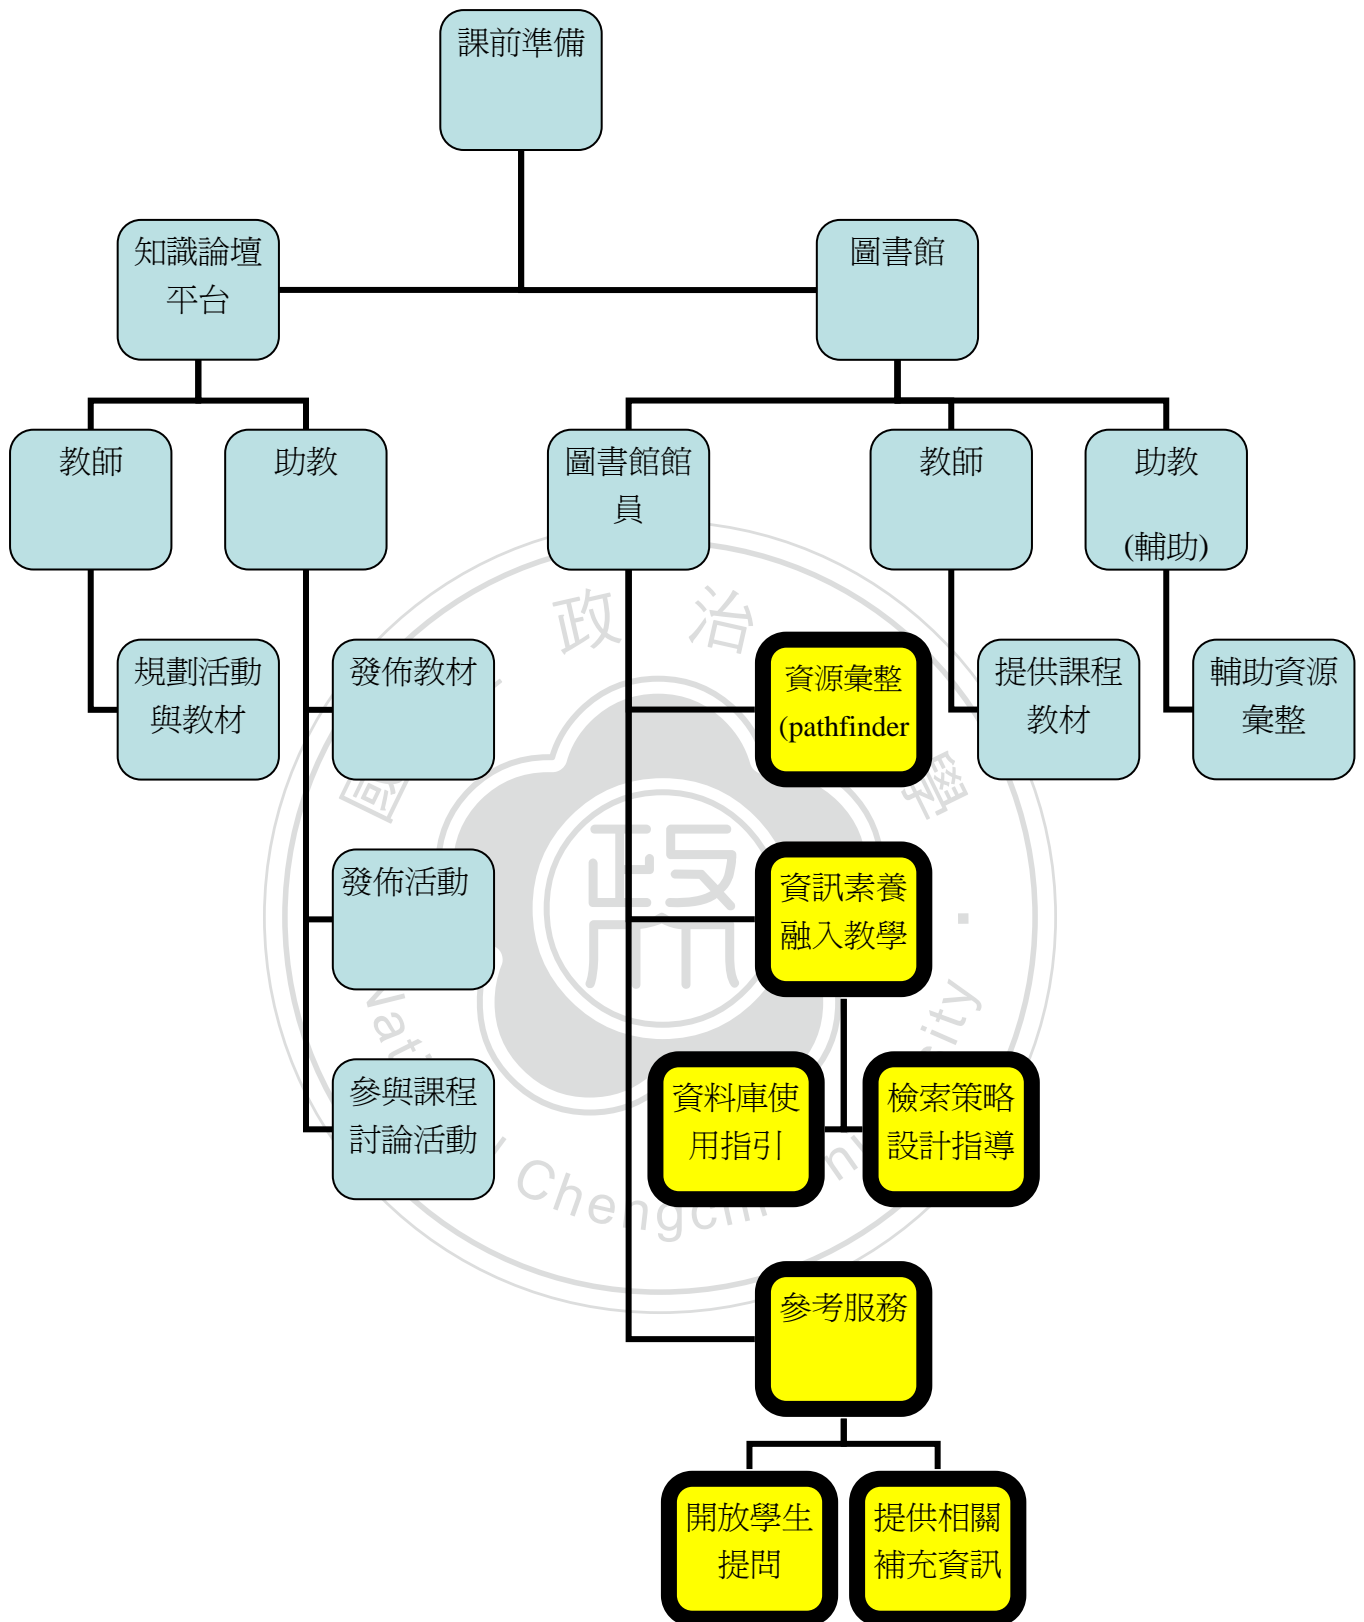 課前準備
知識論壇
平台
圖書館
教師
助教
圖書館館
員
教師
助教
(輔助)
規劃活動
與教材
發佈教材
資源彙整
(pathfinder
提供課程
教材
輔助資源
彙整
發佈活動
資訊素養
融入教學
參與課程
討論活動
資料庫使
用指引
檢索策略
設計指導
參考服務
開放學生
提問
提供相關
補充資訊
政 治
國
學
政
Chengchi